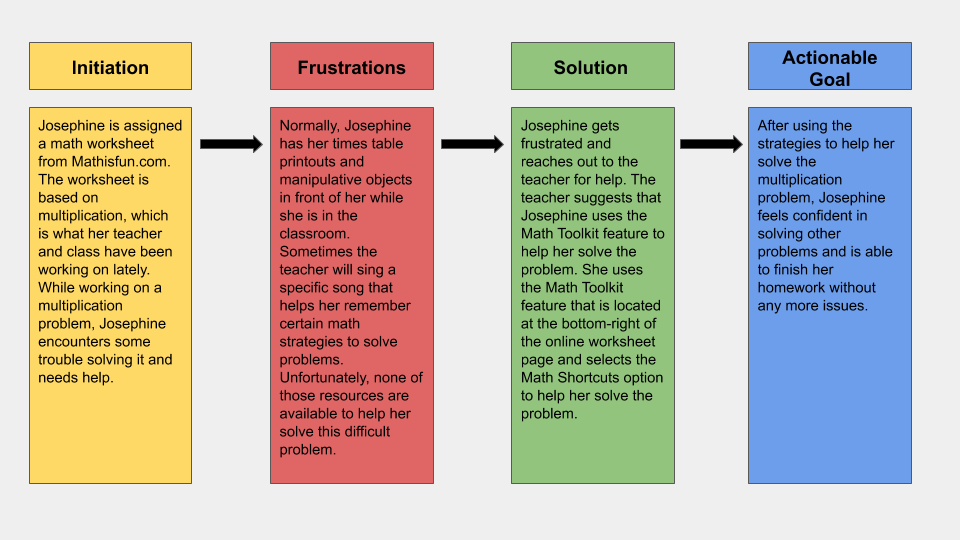 Initiation
Josephine is assigned
a math worksheet
from Mathisfun.com.
The worksheet is
based on
multiplication, which
is what her teacher
and class have been
working on lately.
While working on a
multiplication
problem, Josephine
encounters some
trouble solving it and
needs help.
Frustrations
Normally, Josephine
has her times table
printouts and
manipulative objects
in front of her while
she is in the
classroom.
Sometimes the
teacher will sing a
specific song that
helps her remember
certain math
strategies to solve
problems.
Unfortunately, none of
those resources are
available to help her
solve this difficult
problem.
Solution
Josephine gets
frustrated and
reaches out to the
teacher for help. The
teacher suggests that
Josephine uses the
Math Toolkit feature to
help her solve the
problem. She uses
the Math Toolkit
feature that is located
at the bottom-right of
the online worksheet
page and selects the
Math Shortcuts option
to help her solve the
problem.
Actionable
Goal
After using the
strategies to help her
solve the
multiplication
problem, Josephine
feels confident in
solving other
problems and is able
to finish her
homework without
any more issues.